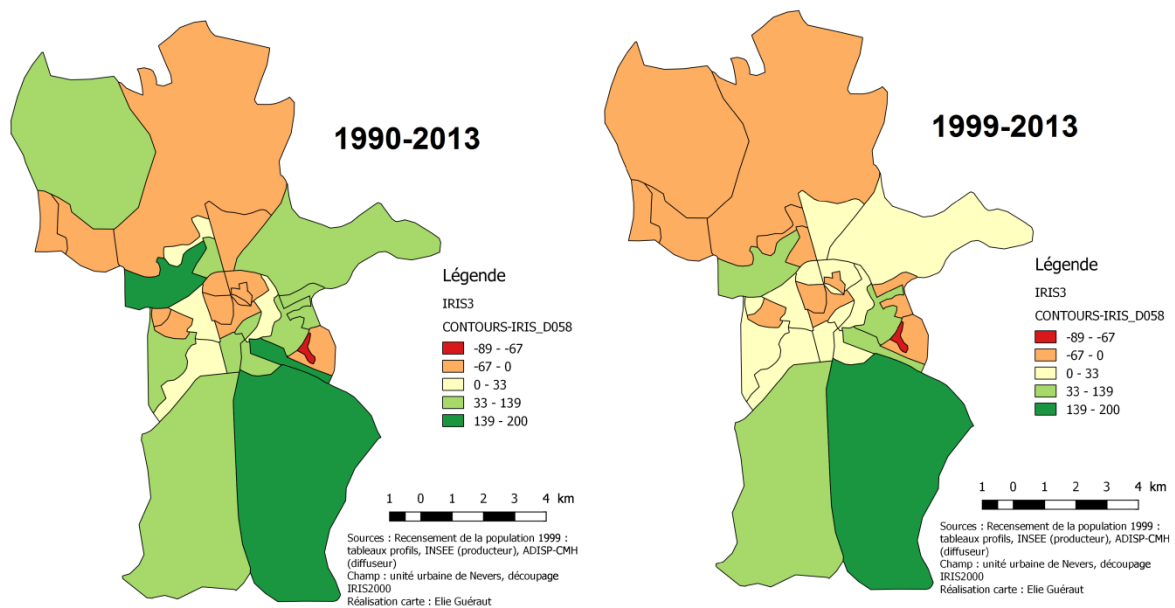 1990-2013
Légende
IRIS3
CONTOURS-IRIS_D058
-89 - -67
-67 - 0
0 - 33
33 - 139
139 - 200
1 0 1 2 3 4 km
Sources : Recensement de la population 1999 :
tableaux profils, INSEE (producteur), ADISP-CMH
(diffuseur)
Champ : unité urbaine de Nevers, découpage
IRIS2000
Réalisation carte : Elie Guéraut
1999-2013
Légende
IRIS3
CONTOURS-IRIS_D058
-89 - -67
-67 - 0
0 - 33
33 - 139
139 - 200
1 0 1 2 3 4 km
Sources : Recensement de la population 1999 :
tableaux profils, INSEE (producteur), ADISP-CMH
(diffuseur)
Champ : unité urbaine de Nevers, découpage
IRIS2000
Réalisation carte : Elie Guéraut